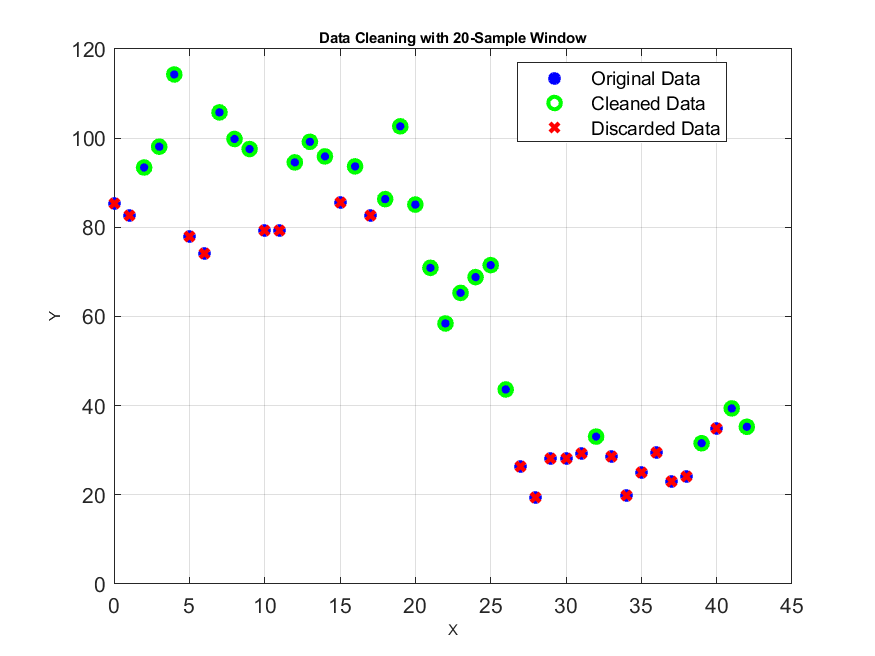 Data Cleaning with 20-Sample Window
120
100
80
60
40
20
0
Y
Original Data
Cleaned Data
Discarded Data
0 5 10 15 20 25 30 35 40 45
X